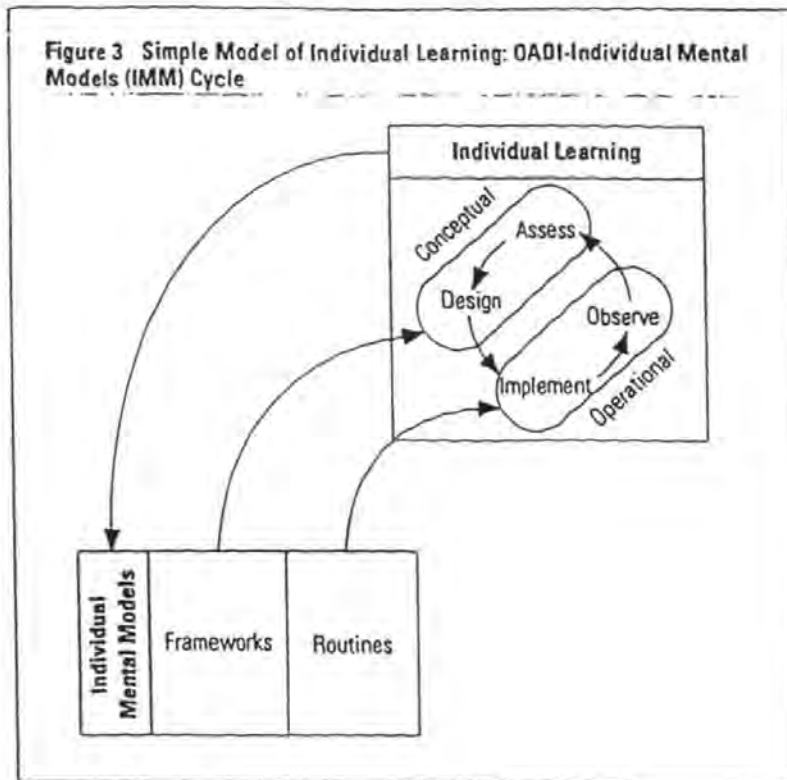 Figure 3 Simple Model of Individual Learning: OADI-Individual Mental
Models (IMM) Cycle
Individual Learning
Conceptual
Assess
Design
Observe
Implement
Operational
Individual
Mental Models
Frameworks
Routines